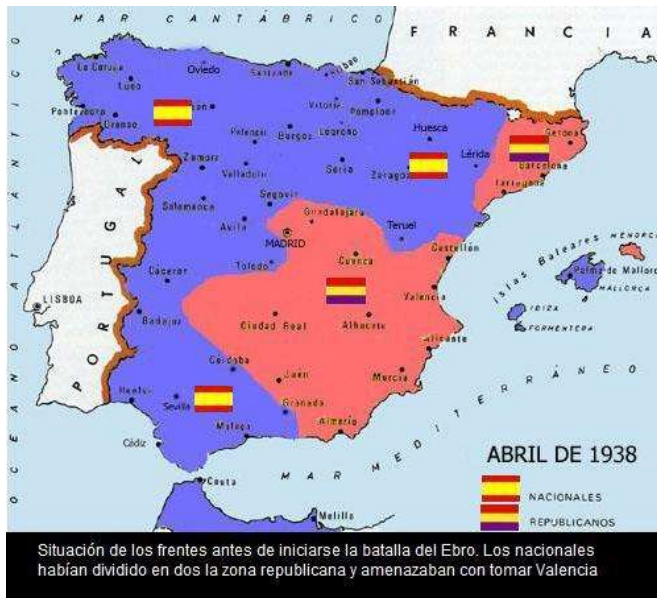 MAR CANTÁBRICO
FRANCIA
La Coruña
Lugo
Oviedo
Santander
Bilbao
San Sebastián
Pontevedra
Orense
Vitoria
Pamplona
Palencia
Burgos
Logroño
Huesca
Gerona
Zamora
Valladolid
Soria
Zaragoza
Lérida
Barcelona
Tarragona
Salamanca
Segovia
Avila
Guadalajara
MADRID
Teruel
Toledo
Cuenca
Castellón
Islas Baleares
MENORCA
Palma de Mallorca
MALLORCA
IBIZA
FORMENTERA
PORTUGAL
LISBOA
OCEANO ATLANTICO
Caceres
Badajoz
Ciudad Real
Albacete
Valencia
Alicante
Córdoba
Jaén
Murcia
Huelva
Sevilla
Granada
Almería
Cádiz
Malaga
MAR MEDITERRÁNEO
Ceuta
Melilla
ABRIL DE 1938
NACIONALES
REPUBLICANOS
Situación de los frentes antes de iniciarse la batalla del Ebro. Los nacionales
habían dividido en dos la zona republicana y amenazaban con tomar Valencia